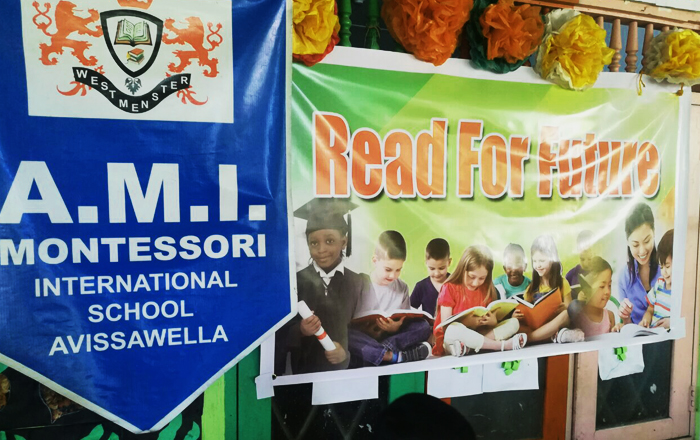 WESTMENSTER
A.M.I.
MONTESSORI
INTERNATIONAL
SCHOOL
AVISSAWELLA
Read For Future